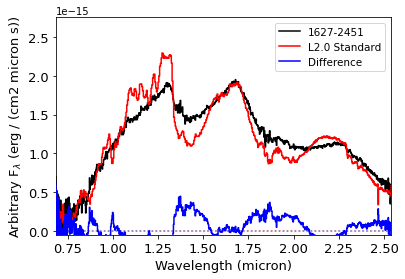 1e−15
Arbitrary Fλ (erg / (cm2 micron s))
2.5
2.0
1.5
1.0
0.5
0.0
1627-2451
L2.0 Standard
Difference
0.75 1.00 1.25 1.50 1.75 2.00 2.25 2.50
Wavelength (micron)